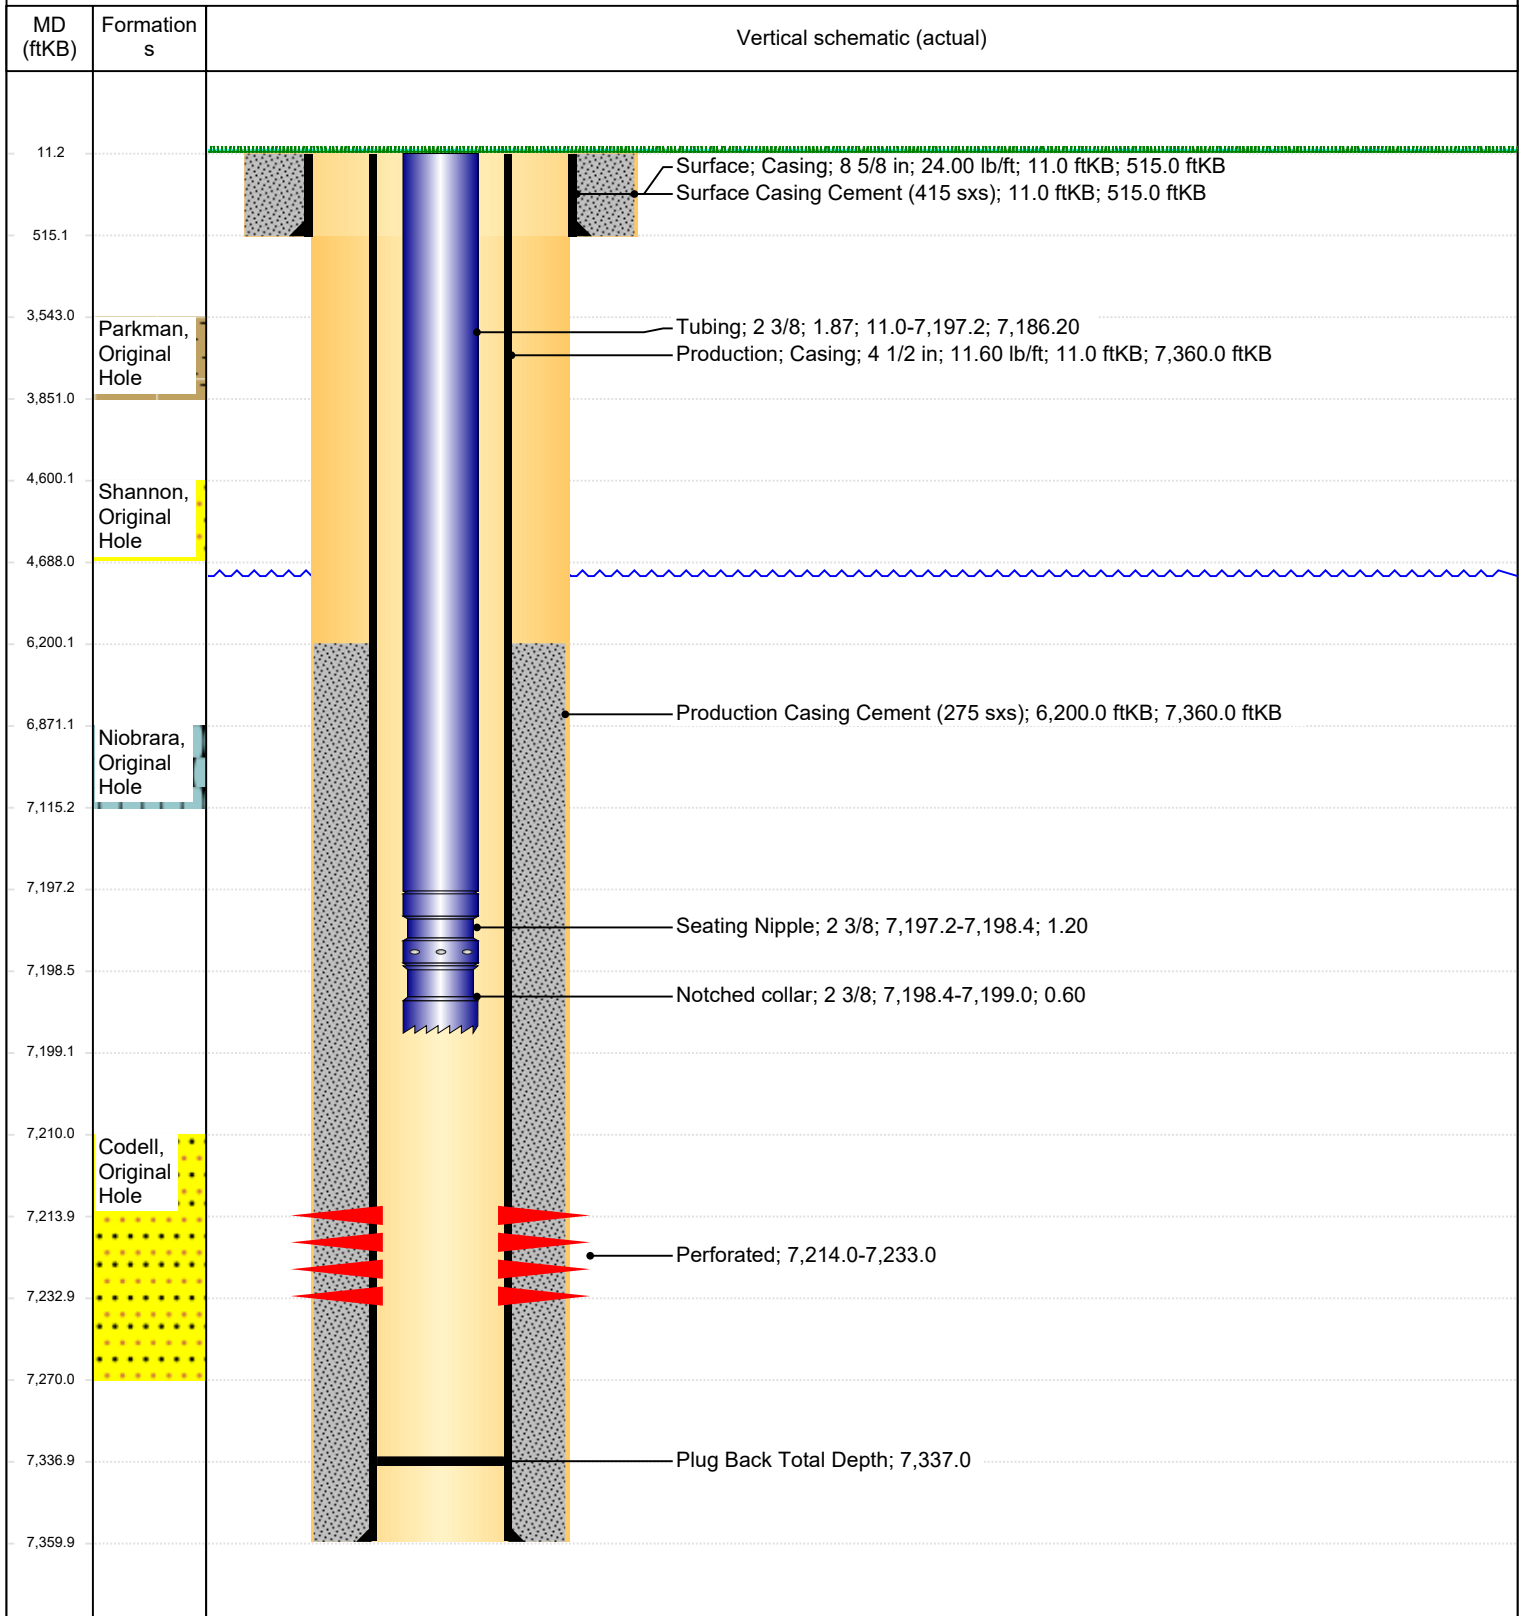 MD
(ftKB)
Formation
s
Vertical schematic (actual)
11.2
Surface; Casing; 8 5/8 in; 24.00 lb/ft; 11.0 ftKB; 515.0 ftKB
Surface Casing Cement (415 sxs); 11.0 ftKB; 515.0 ftKB
515.1
3,543.0
Parkman,
Original
Hole
Tubing; 2 3/8; 1.87; 11.0-7,197.2; 7,186.20
Production; Casing; 4 1/2 in; 11.60 lb/ft; 11.0 ftKB; 7,360.0 ftKB
3,851.0
4,600.1
Shannon,
Original
Hole
4,688.0
6,200.1
Production Casing Cement (275 sxs); 6,200.0 ftKB; 7,360.0 ftKB
6,871.1
Niobrara,
Original
Hole
7,115.2
7,197.2
Seating Nipple; 2 3/8; 7,197.2-7,198.4; 1.20
7,198.5
Notched collar; 2 3/8; 7,198.4-7,199.0; 0.60
7,199.1
7,210.0
Codell,
Original
Hole
7,213.9
Perforated; 7,214.0-7,233.0
7,232.9
7,270.0
7,336.9
Plug Back Total Depth; 7,337.0
7,359.9